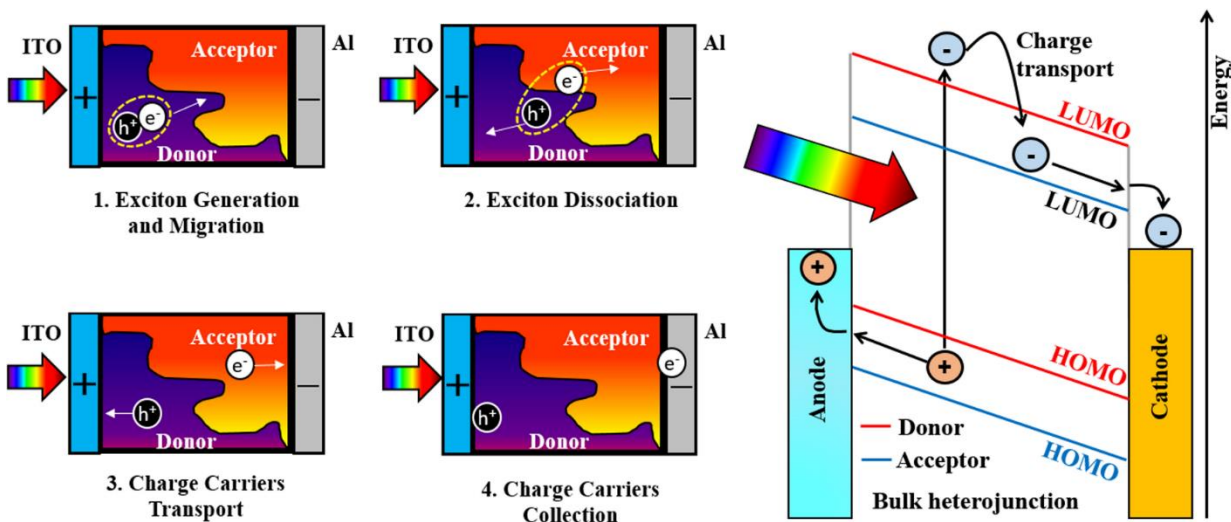 ITO
Acceptor
Al
+
h+
e-
−
Donor
1. Exciton Generation
and Migration
ITO
Acceptor
Al
+
e-
h+
−
Donor
2. Exciton Dissociation
ITO
Acceptor
Al
+
e-
h+
−
Donor
3. Charge Carriers
Transport
ITO
Acceptor
Al
+
e-
h+
−
Donor
4. Charge Carriers
Collection
-
Charge
transport
LUMO
-
LUMO
-
Energy
+
+
HOMO
HOMO
Anode
Cathode
Donor
Acceptor
Bulk heterojunction